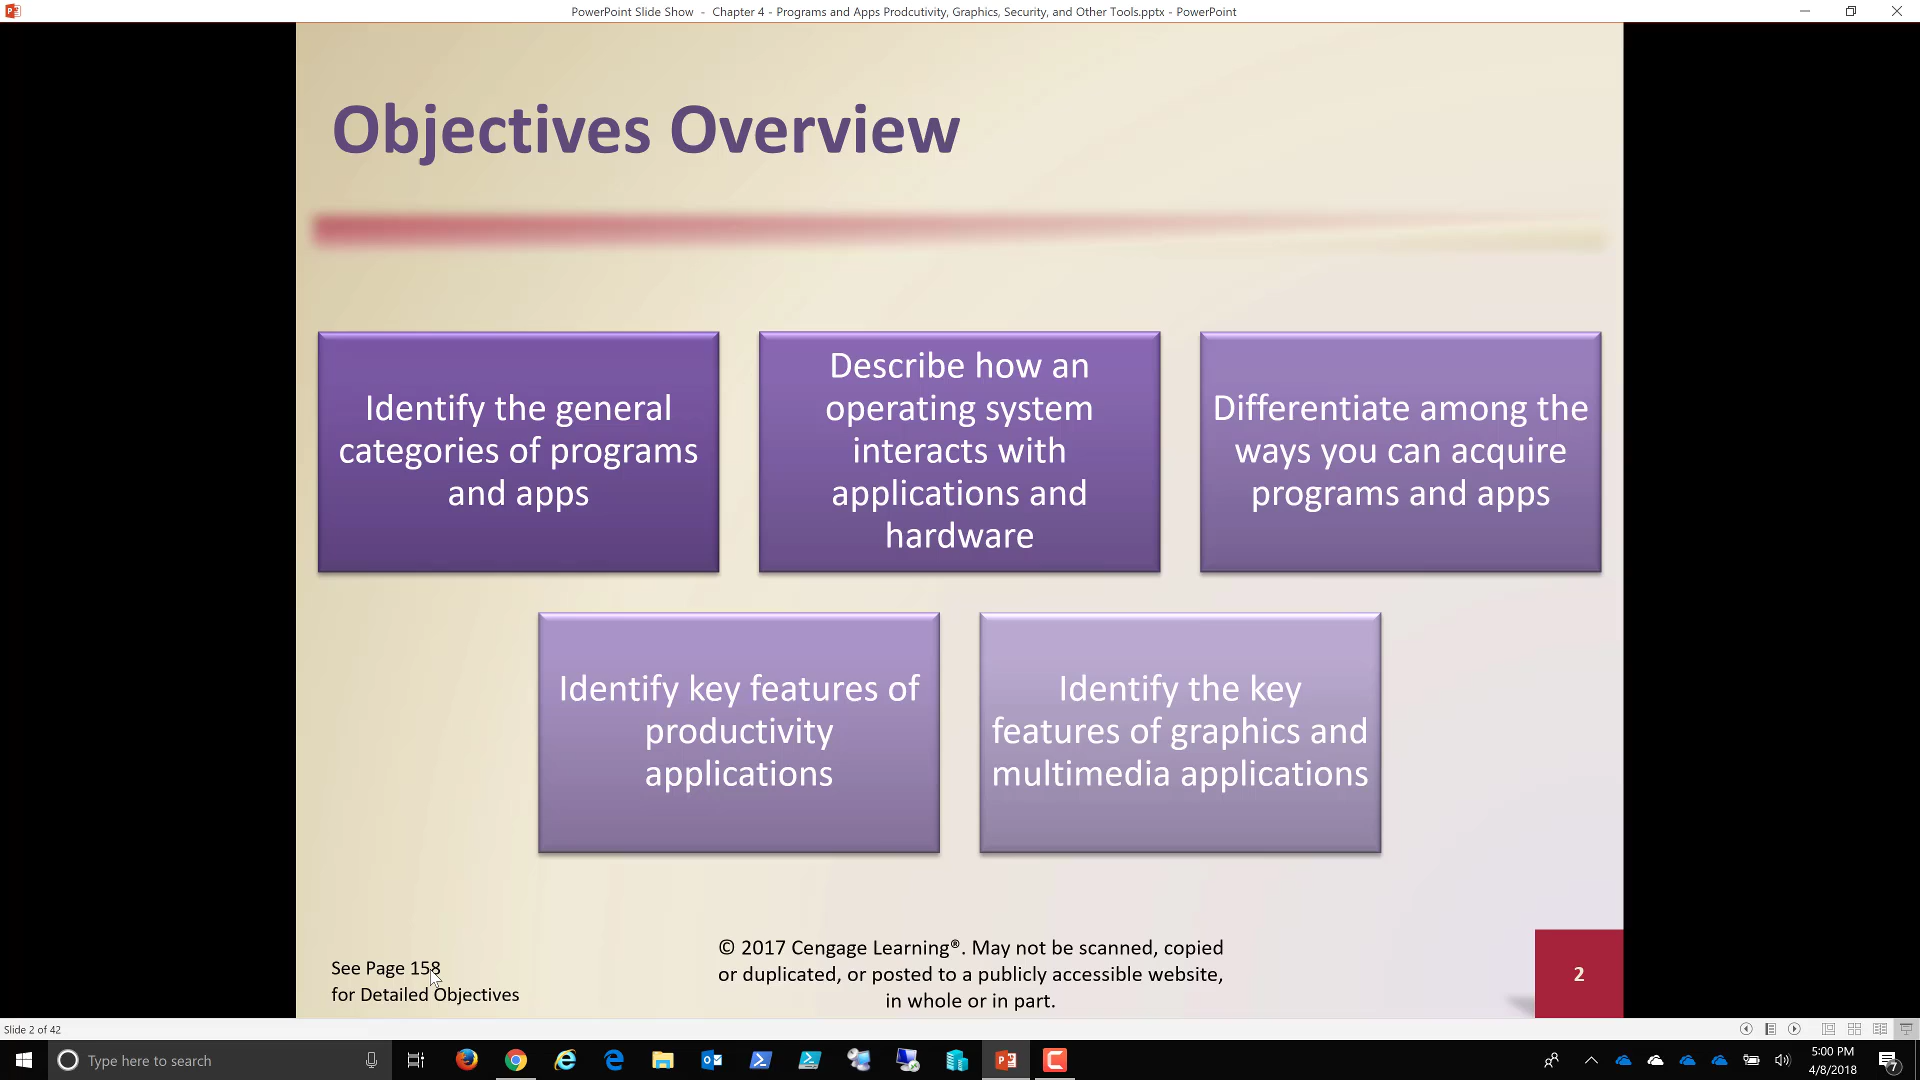 PowerPoint Slide Show - Chapter 4 - Programs and Apps Prodcutivity, Graphics, Security, and Other Tools.pptx - PowerPoint
Objectives Overview
Identify the general
categories of programs
and apps
Describe how an
operating system
interacts with
applications and
hardware
Differentiate among the
ways you can acquire
programs and apps
Identify key features of
productivity
applications
Identify the key
features of graphics and
multimedia applications
See Page 158
for Detailed Objectives
© 2017 Cengage Learning®. May not be scanned, copied
or duplicated, or posted to a publicly accessible website,
in whole or in part.
2
Slide 2 of 42
Type here to search
5:00 PM
4/8/2018
7